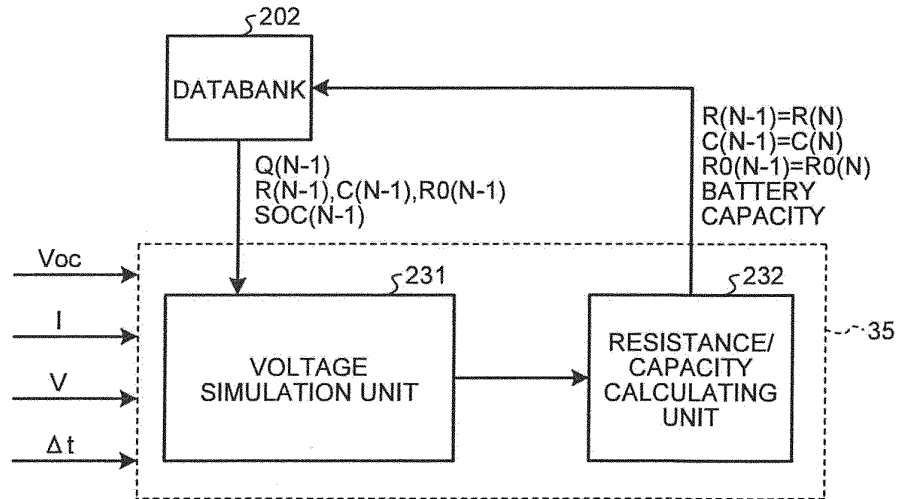 202
DATABANK
Q(N-1)
R(N-1),C(N-1),R0(N-1)
SOC(N-1)
R(N-1)=R(N)
C(N-1)=C(N)
R0(N-1)=R0(N)
BATTERY
CAPACITY
Voc
I
V
Δt
231
VOLTAGE
SIMULATION UNIT
232
RESISTANCE/
CAPACITY
CALCULATING
UNIT
35